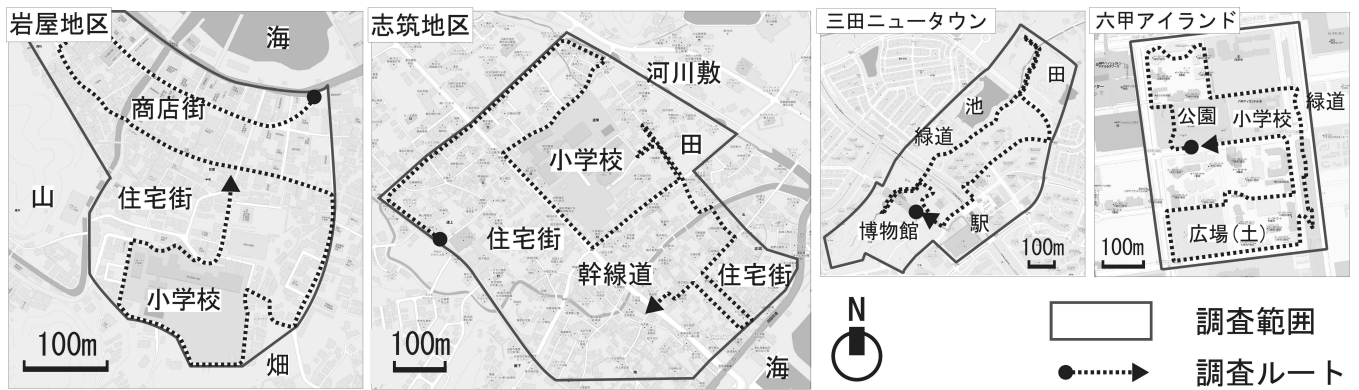 岩屋地区
海
商店街
山
住宅街
小学校
100m
畑
志筑地区
河川敷
田
小学校
住宅街
幹線道
住宅街
100m
海
三田ニュータウン
田
池
緑道
博物館
駅
100m
六甲アイランド
公園
小学校
緑道
広場(土)
100m
N
調査範囲
調査ルート